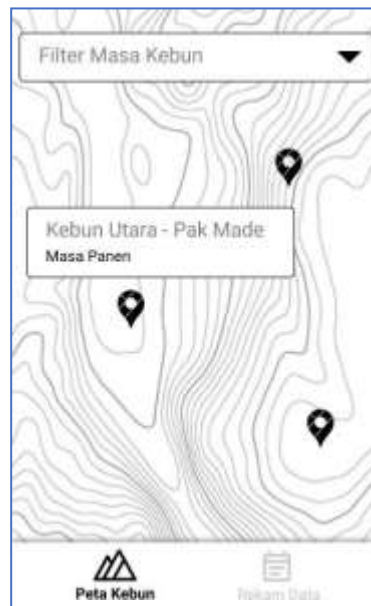 Filter Masa Kebun
Kebun Utara - Pak Made
Masa Panen
Peta Kebun
Rekam Data